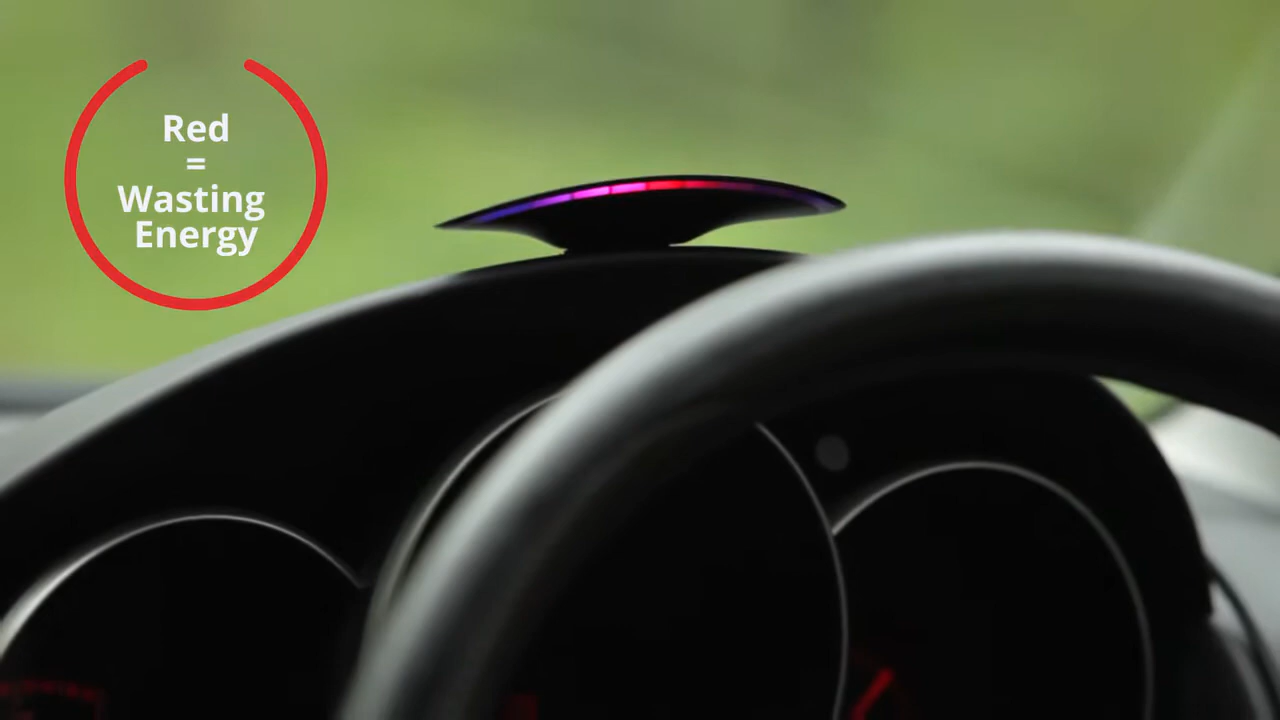 Red
=
Wasting
Energy